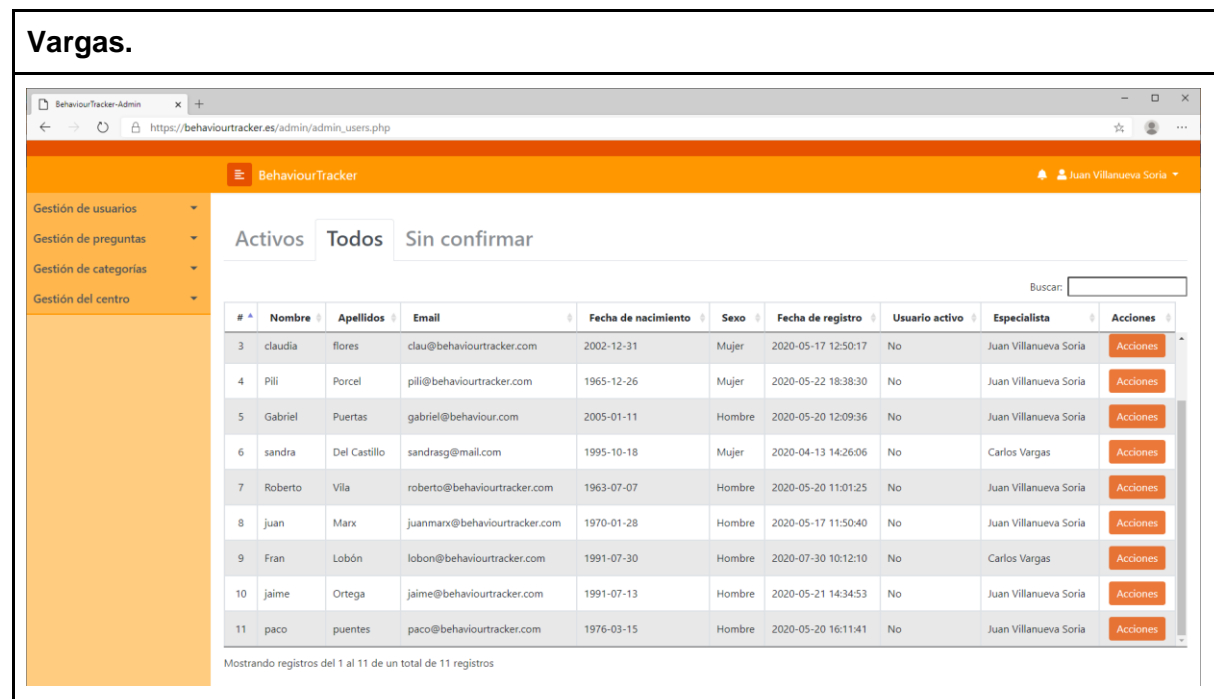 Vargas.
BehaviourTracker-Admin
https://behaviourtracker.es/admin/admin_users.php
BehaviourTracker Juan Villanueva Soria
Gestión de usuarios
Gestión de preguntas
Gestión de categorías
Gestión del centro
Activos Todos Sin confirmar
Buscar:
# Nombre Apellidos Email Fecha de nacimiento Sexo Fecha de registro Usuario activo Especialista Acciones
3 claudia flores clau@behaviourtracker.com 2002-12-31 Mujer 2020-05-17 12:50:17 No Juan Villanueva Soria Acciones
4 Pili Porcel pili@behaviourtracker.com 1965-12-26 Mujer 2020-05-22 18:38:30 No Juan Villanueva Soria Acciones
5 Gabriel Puertas gabriel@behaviour.com 2005-01-11 Hombre 2020-05-20 12:09:36 No Juan Villanueva Soria Acciones
6 sandra Del Castillo sandrasg@mail.com 1995-10-18 Mujer 2020-04-13 14:26:06 No Carlos Vargas Acciones
7 Roberto Vila roberto@behaviourtracker.com 1963-07-07 Hombre 2020-05-20 11:01:25 No Juan Villanueva Soria Acciones
8 juan Marx juanmarx@behaviourtracker.com 1970-01-28 Hombre 2020-05-17 11:50:40 No Juan Villanueva Soria Acciones
9 Fran Lobón lobon@behaviourtracker.com 1991-07-30 Hombre 2020-07-30 10:12:10 No Carlos Vargas Acciones
10 jaime Ortega jaime@behaviourtracker.com 1991-07-13 Hombre 2020-05-21 14:34:53 No Juan Villanueva Soria Acciones
11 paco puentes paco@behaviourtracker.com 1976-03-15 Hombre 2020-05-20 16:11:41 No Juan Villanueva Soria Acciones
Mostrando registros del 1 al 11 de un total de 11 registros